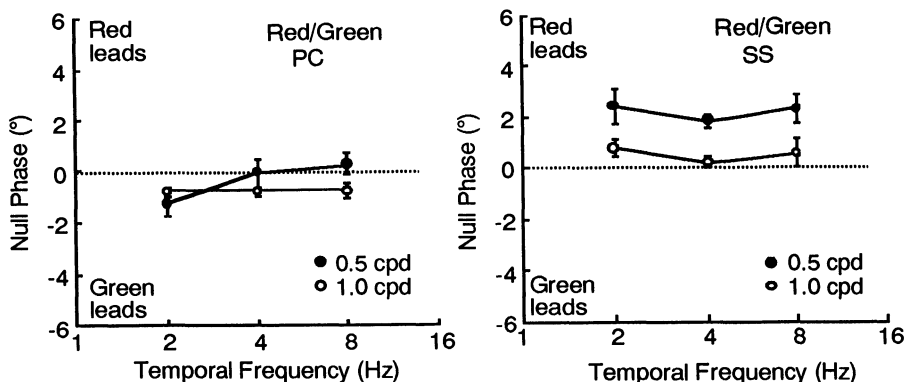 6
4
2
0
-2
-4
-6
Null Phase (°)
Red
leads
Red/Green
PC
0.5 cpd
1.0 cpd
Green
leads
1 2 4 8 16
Temporal Frequency (Hz)
6
4
2
0
-2
-4
-6
Null Phase (°)
Red
leads
Red/Green
SS
0.5 cpd
1.0 cpd
Green
leads
1 2 4 8 16
Temporal Frequency (Hz)